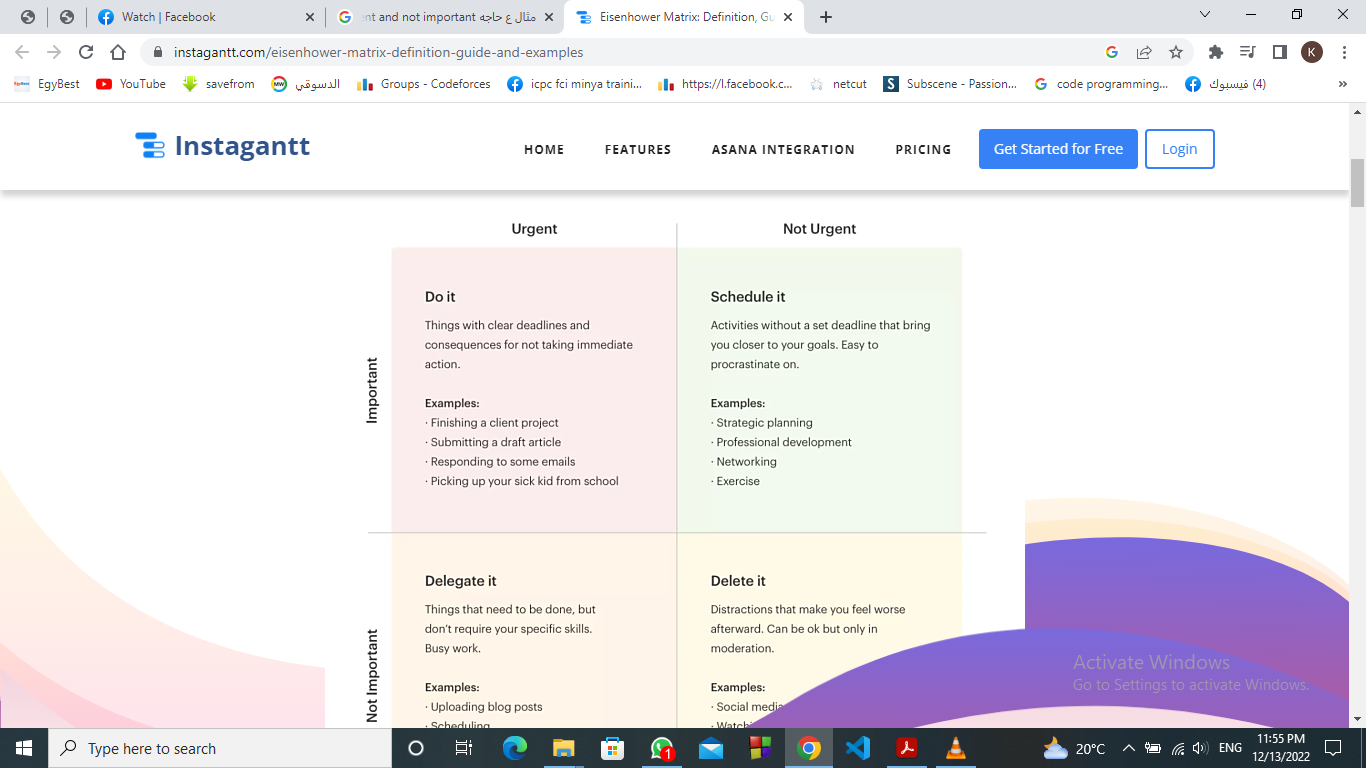 Watch | Facebook
ent and not important مثال ع حاجه
Eisenhower Matrix: Definition, Gu
instagantt.com/eisenhower-matrix-definition-guide-and-examples
K
EgyBest
YouTube
savefrom
الدسوقي
Groups - Codeforces
icpc fci minya traini...
https://l.facebook.c...
netcut
Subscene - Passion...
code programming...
(4) فيسبوك
»
Instagantt
HOME
FEATURES
ASANA INTEGRATION
PRICING
Get Started for Free
Login
Urgent
Not Urgent
Important
Do it
Things with clear deadlines and
consequences for not taking immediate
action.
Examples:
· Finishing a client project
· Submitting a draft article
· Responding to some emails
· Picking up your sick kid from school
Schedule it
Activities without a set deadline that bring
you closer to your goals. Easy to
procrastinate on.
Examples:
· Strategic planning
· Professional development
· Networking
· Exercise
Not Important
Delegate it
Things that need to be done, but
don't require your specific skills.
Busy work.
Examples:
· Uploading blog posts
· Scheduling
Delete it
Distractions that make you feel worse
afterward. Can be ok but only in
moderation.
Examples:
· Social media
Activate Windows
Go to Settings to activate Windows.
Type here to search
1
20°C
ENG
11:55 PM
12/13/2022